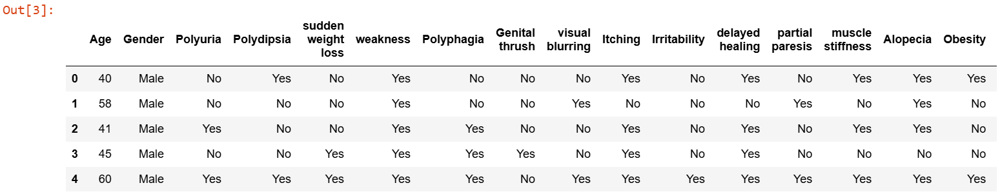 Out[3]:
Age Gender Polyuria Polydipsia sudden weight loss weakness Polyphagia Genital thrush visual blurring Itching Irritability delayed healing partial paresis muscle stiffness Alopecia Obesity
0 40 Male No Yes No Yes No No No Yes No Yes No Yes Yes Yes
1 58 Male No No No Yes No No Yes No No No Yes No Yes No
2 41 Male Yes No No Yes Yes No No Yes No Yes No Yes Yes No
3 45 Male No No Yes Yes Yes Yes No Yes No Yes No No No No
4 60 Male Yes Yes Yes Yes Yes No Yes Yes Yes Yes Yes Yes Yes Yes